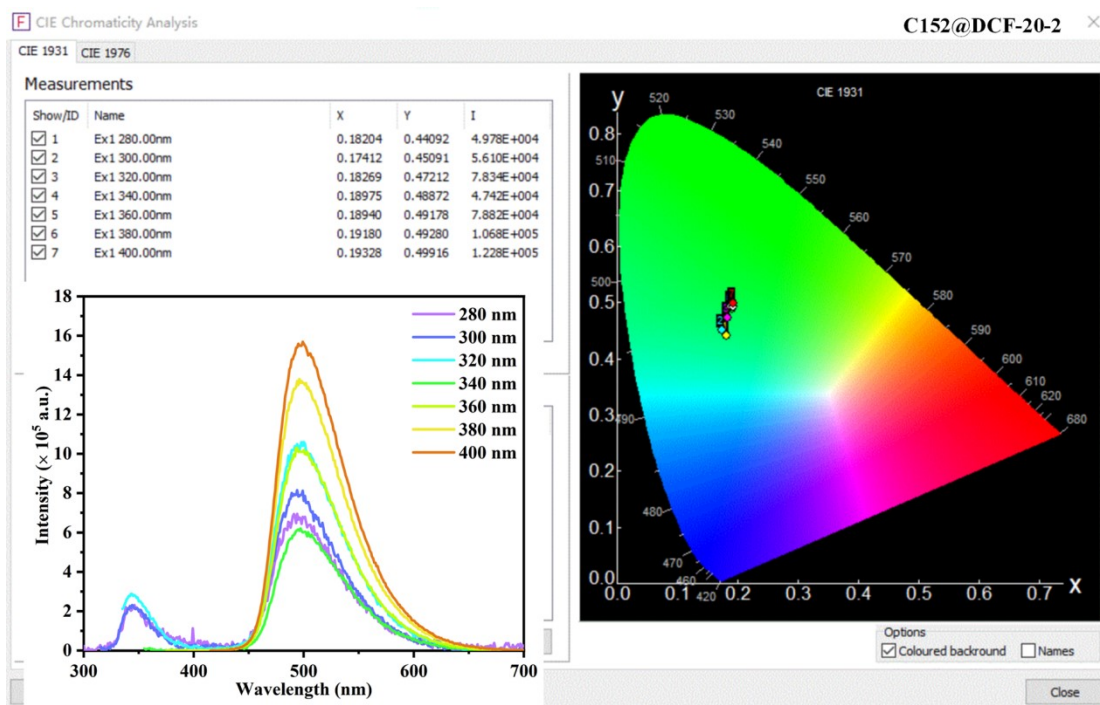 F CIE Chromaticity Analysis
C152@DCF-20-2
CIE 1931 CIE 1976
Measurements
Show/ID Name X Y I
1 Ex1 280.00nm 0.18204 0.44092 4.978E+004
2 Ex1 300.00nm 0.17412 0.45091 5.610E+004
3 Ex1 320.00nm 0.18269 0.47212 7.834E+004
4 Ex1 340.00nm 0.18975 0.48872 4.742E+004
5 Ex1 360.00nm 0.18940 0.49178 7.882E+004
6 Ex1 380.00nm 0.19180 0.49280 1.068E+005
7 Ex1 400.00nm 0.19328 0.49916 1.228E+005
18
16
14
12
10
8
6
4
2
0
Intensity (× 10⁵ a.u.)
280 nm
300 nm
320 nm
340 nm
360 nm
380 nm
400 nm
300 400 500 600 700
Wavelength (nm)
CIE 1931
y
0.8
0.7
0.6
0.5
0.4
0.3
0.2
0.1
0.0
0.0 0.1 0.2 0.3 0.4 0.5 0.6 0.7 x
420
460
470
480
490
500
510
520
530
540
550
560
570
580
590
600
610
620
680
Options
Coloured backround Names
Close